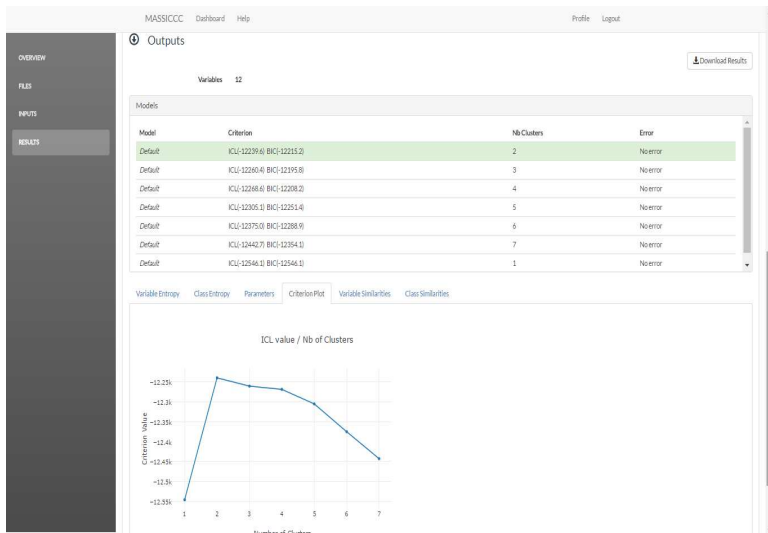 MASSICCC Dashboard Help Profile Logout
OVERVIEW
FILES
INPUTS
RESULTS
Outputs
Download Results
Variables 12
Models
Model Criterion Nb Clusters Error
Default ICL(-12239.6) BIC(-12215.2) 2 No error
Default ICL(-12260.4) BIC(-12195.8) 3 No error
Default ICL(-12268.6) BIC(-12208.2) 4 No error
Default ICL(-12305.1) BIC(-12251.4) 5 No error
Default ICL(-12375.0) BIC(-12288.9) 6 No error
Default ICL(-12442.7) BIC(-12354.1) 7 No error
Default ICL(-12546.1) BIC(-12546.1) 1 No error
Variable Entropy Class Entropy Parameters Criterion Plot Variable Similarities Class Similarities
ICL value / Nb of Clusters
Criterion Value
−12.25k
−12.3k
−12.35k
−12.4k
−12.45k
−12.5k
−12.55k
1 2 3 4 5 6 7
Number of Clusters